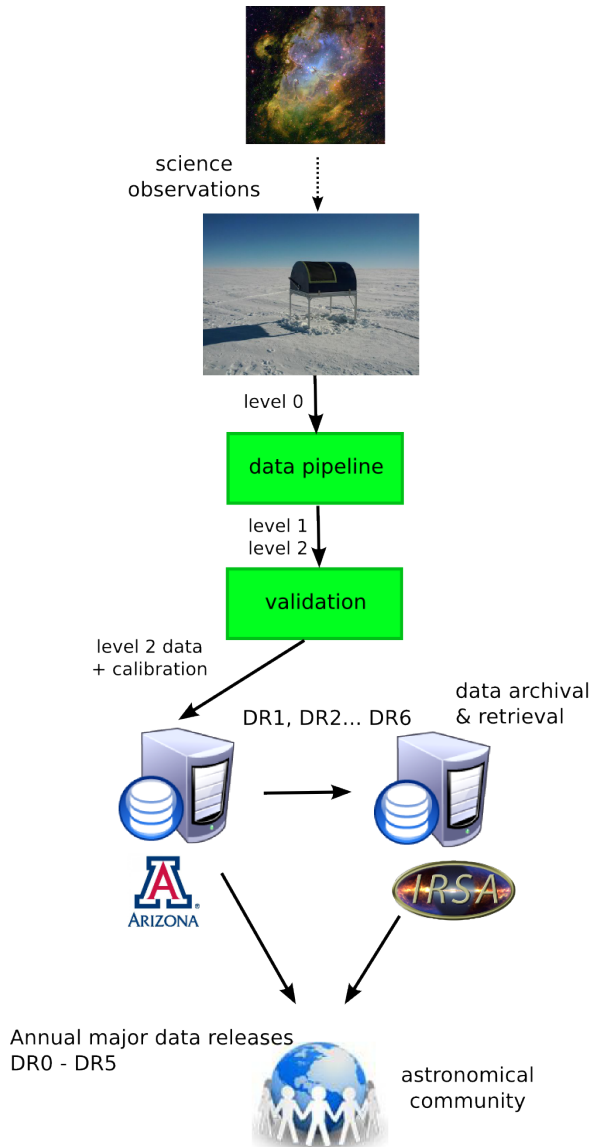 science
observations
level 0
data pipeline
level 1
level 2
validation
level 2 data
+ calibration
data archival
& retrieval
DR1, DR2... DR6
A
ARIZONA®
IRSA
Annual major data releases
DR0 - DR5
astronomical
community